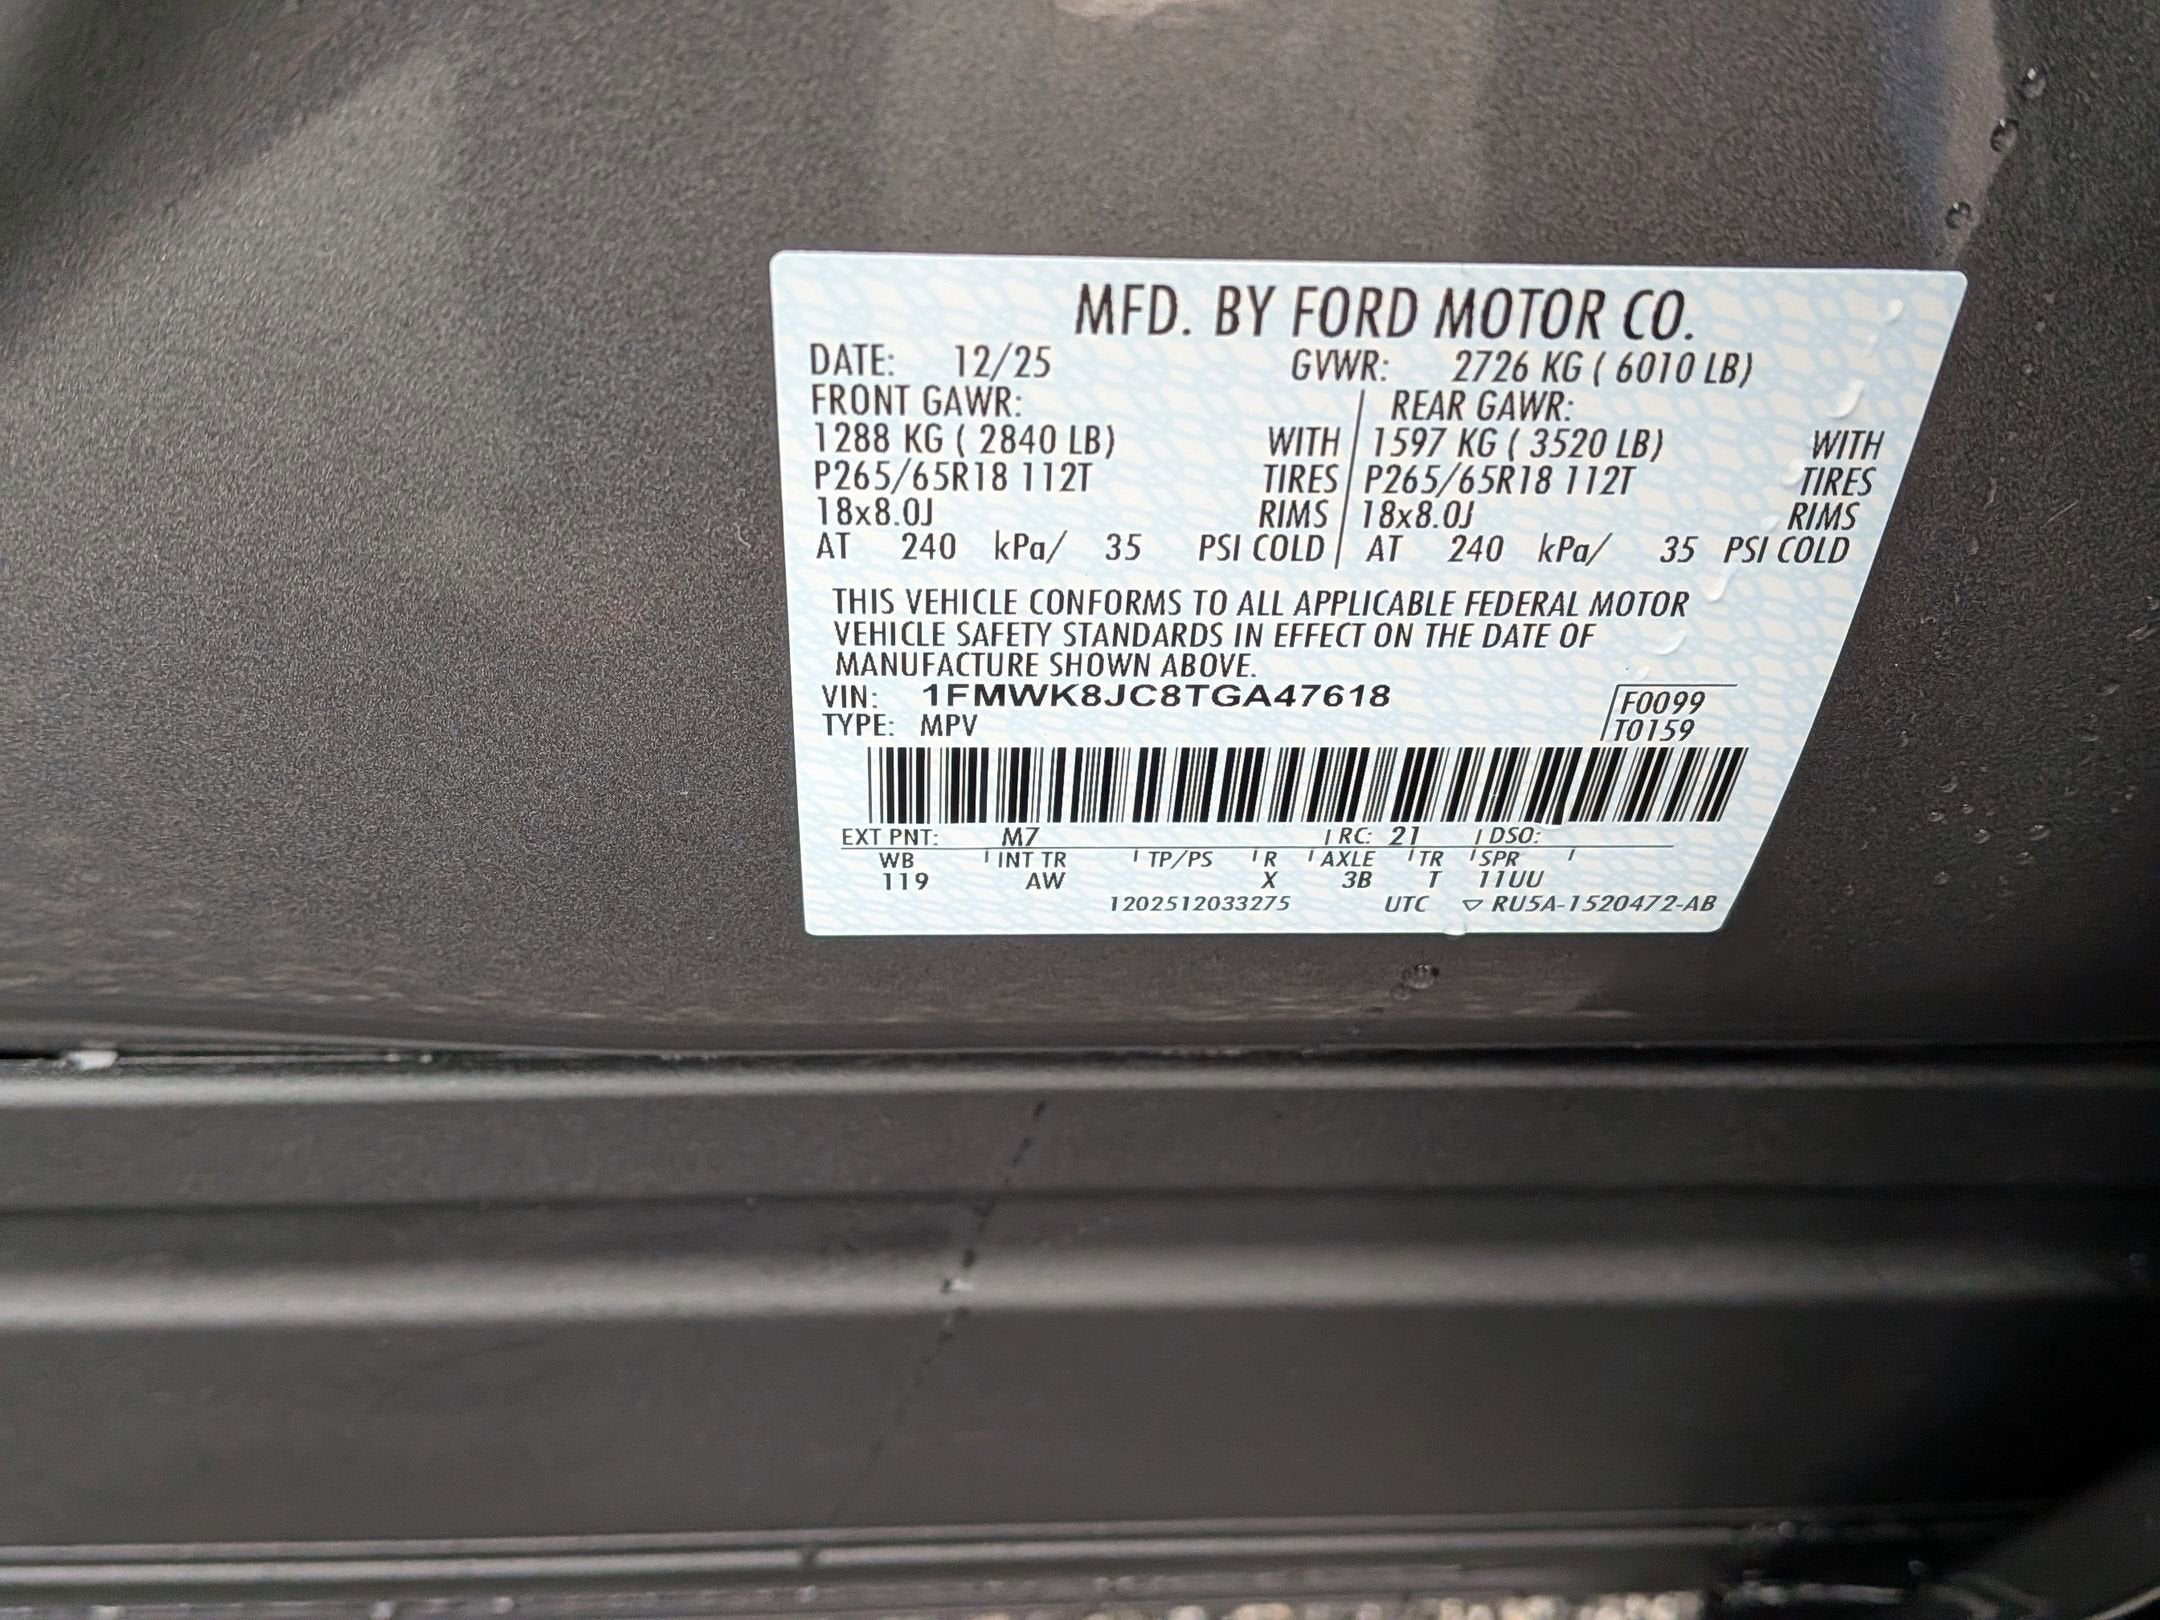 MFD. BY FORD MOTOR CO.
DATE: 12/25 GVWR: 2726 KG ( 6010 LB)
FRONT GAWR: REAR GAWR:
1288 KG ( 2840 LB) WITH 1597 KG ( 3520 LB) WITH
P265/65R18 112T TIRES P265/65R18 112T TIRES
18x8.0J RIMS 18x8.0J RIMS
AT 240 kPa/ 35 PSI COLD AT 240 kPa/ 35 PSI COLD
THIS VEHICLE CONFORMS TO ALL APPLICABLE FEDERAL MOTOR
VEHICLE SAFETY STANDARDS IN EFFECT ON THE DATE OF
MANUFACTURE SHOWN ABOVE.
VIN: 1FMWK8JC8TGA47618 F0099
TYPE: MPV T0159
EXT PNT: M7 RC: 21 DSO:
WB INT TR TP/PS R AXLE TR SPR
119 AW X 3B T 11UU
1202512033275 UTC ▽ RU5A-1520472-AB